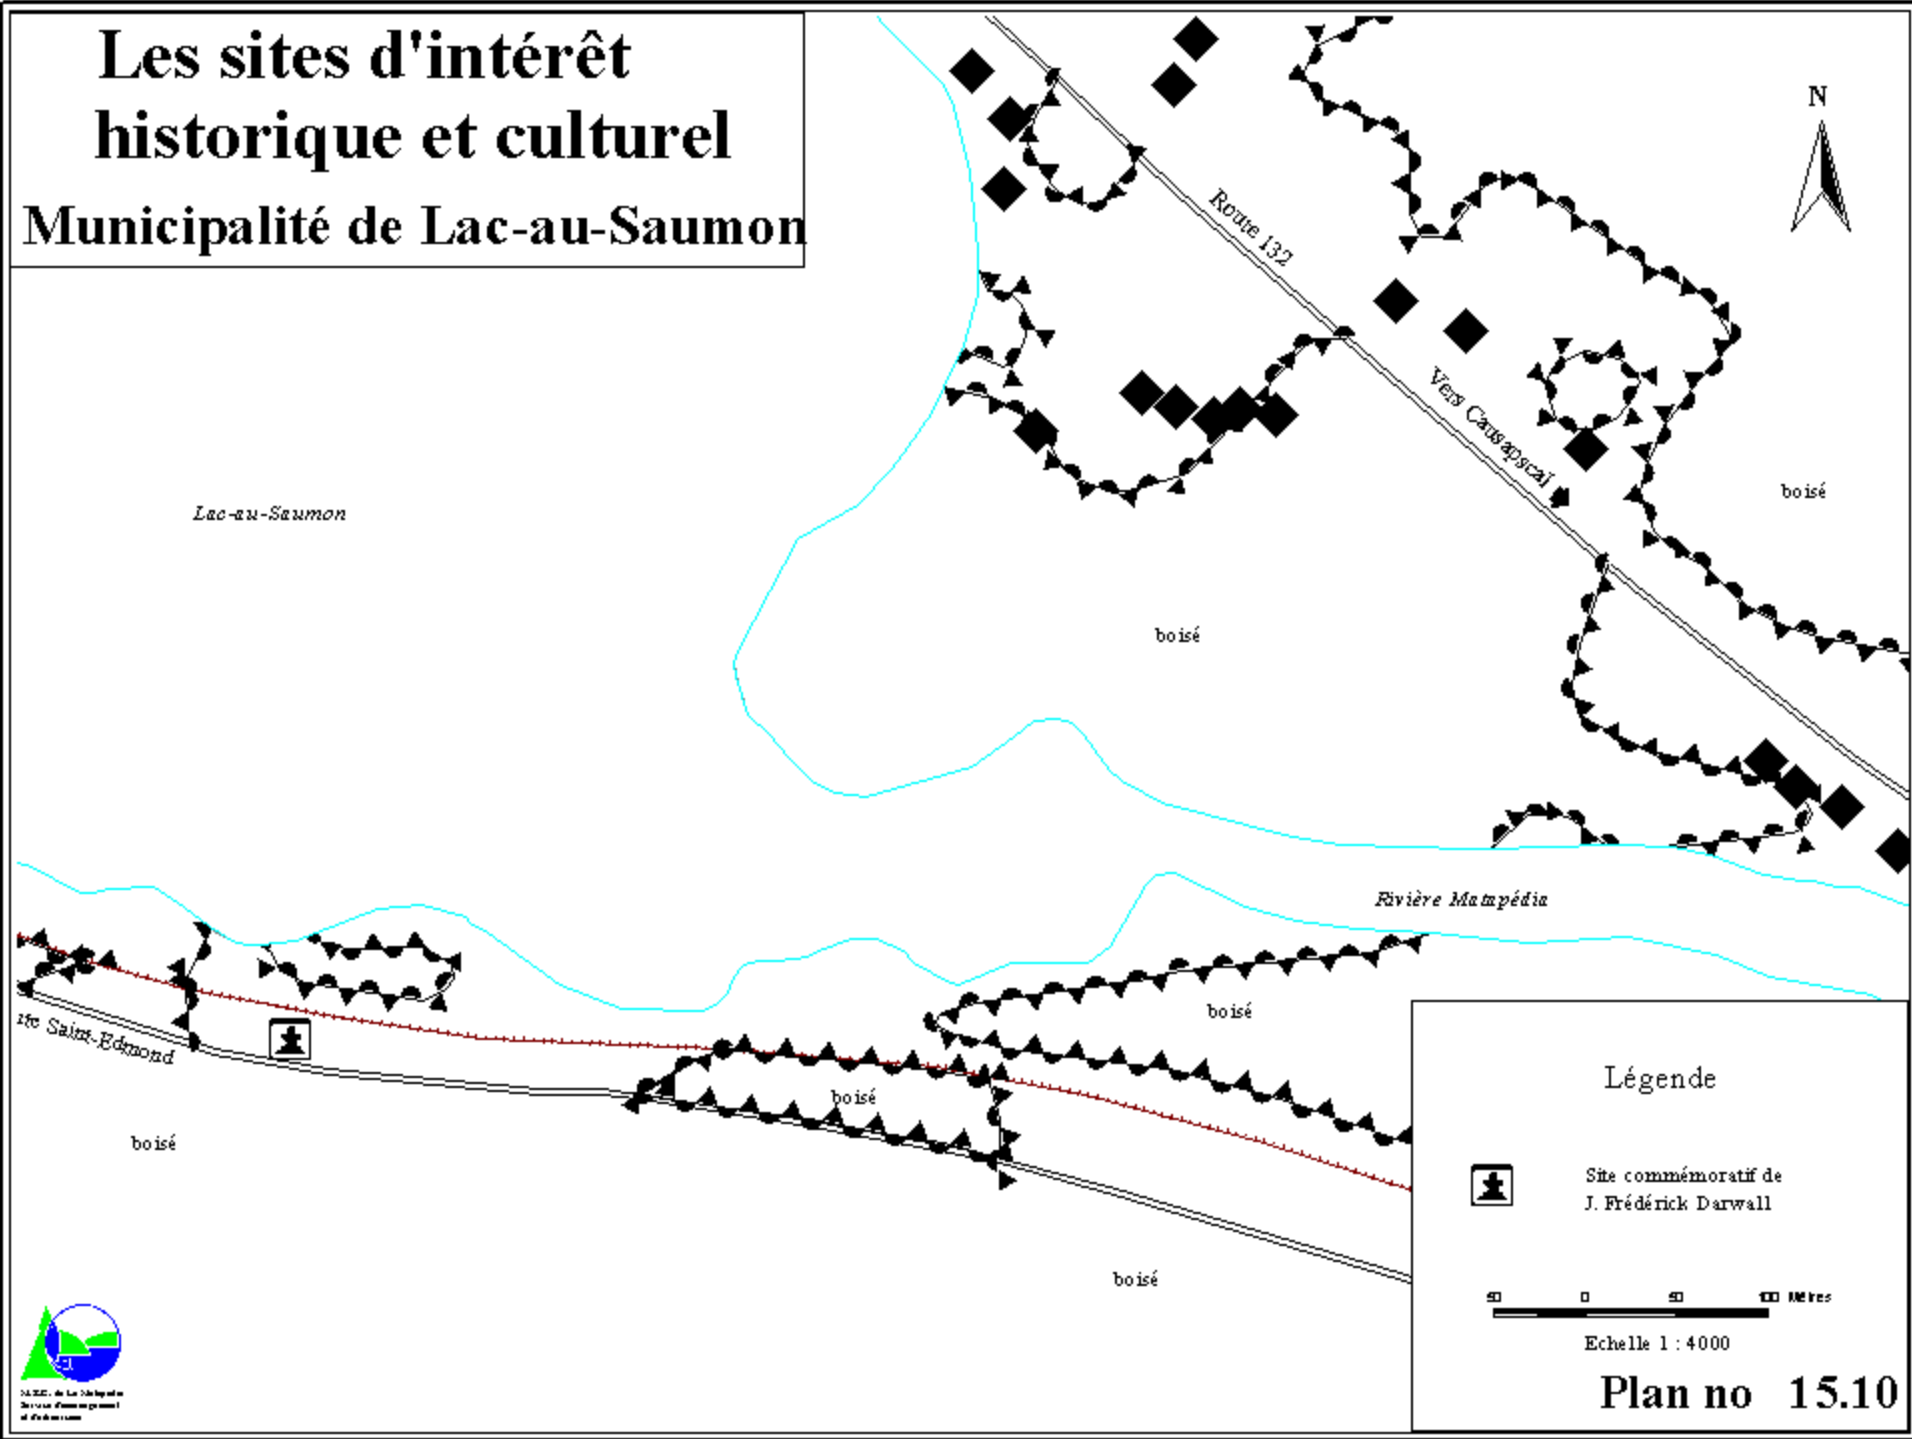 Les sites d'intérêt
historique et culturel
Municipalité de Lac-au-Saumon
N
Route 132
Vers Causapscal
boisé
Lac-au-Saumon
boisé
Rivière Matapédia
boisé
Saint-Edmond
boisé
boisé
boisé
Légende
Site commémoratif de
J. Frédérick Darwall
50 0 50 100 Mètres
Echelle 1 : 4000
Plan no 15.10